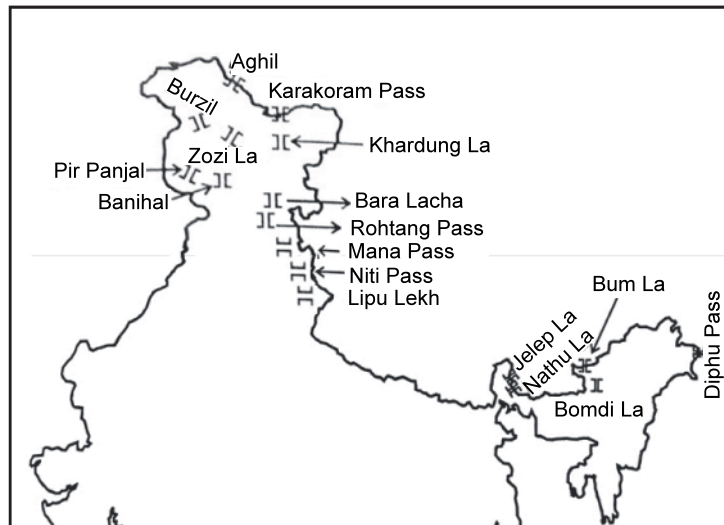 Aghil
Burzil
Karakoram Pass
Zozi La
Khardung La
Pir Panjal
Banihal
Bara Lacha
Rohtang Pass
Mana Pass
Niti Pass
Lipu Lekh
Bum La
Jelep La
Nathu La
Diphu Pass
Bomdi La